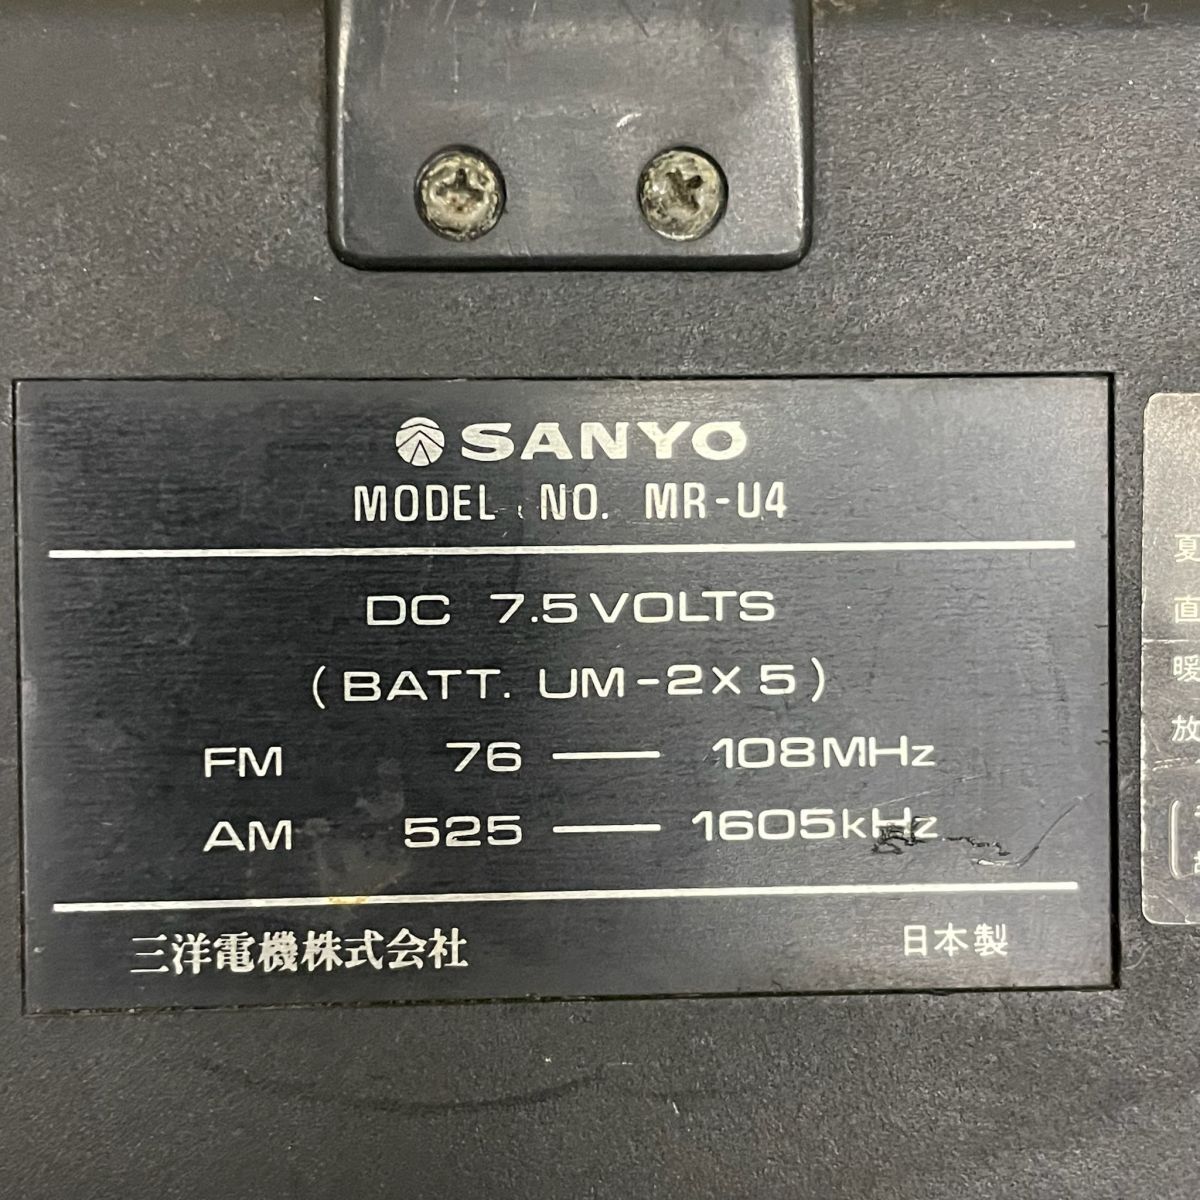 SANYO
MODEL NO. MR-U4
DC 7.5 VOLTS
(BATT. UM-2×5)
FM 76 — 108MHz
AM 525 — 1605kHz
三洋電機株式会社 日本製
夏
直
暖
放